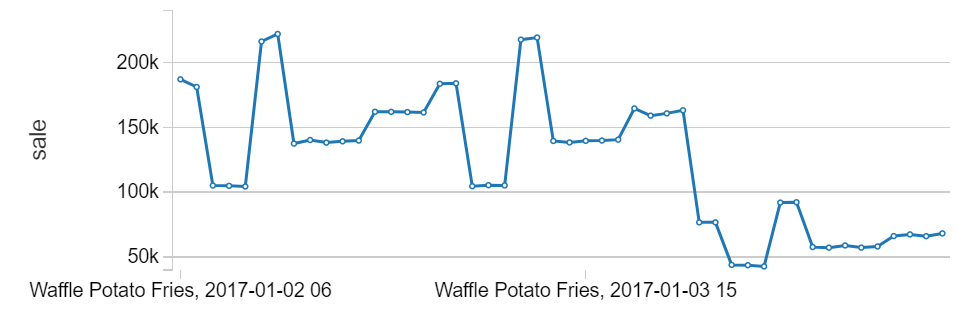 sale
200k
150k
100k
50k
Waffle Potato Fries, 2017-01-02 06
Waffle Potato Fries, 2017-01-03 15